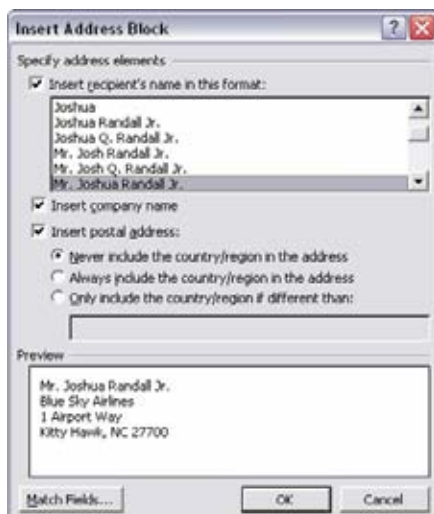 Insert Address Block
Specify address elements
Insert recipient's name in this format:
Joshua
Joshua Randall Jr.
Joshua Q. Randall Jr.
Mr. Josh Randall Jr.
Mr. Josh Q. Randall Jr.
Mr. Joshua Randall Jr.
Insert company name
Insert postal address:
Never include the country/region in the address
Always include the country/region in the address
Only include the country/region if different than:
Preview
Mr. Joshua Randall Jr.
Blue Sky Airlines
1 Airport Way
Kitty Hawk, NC 27700
Match Fields... OK Cancel